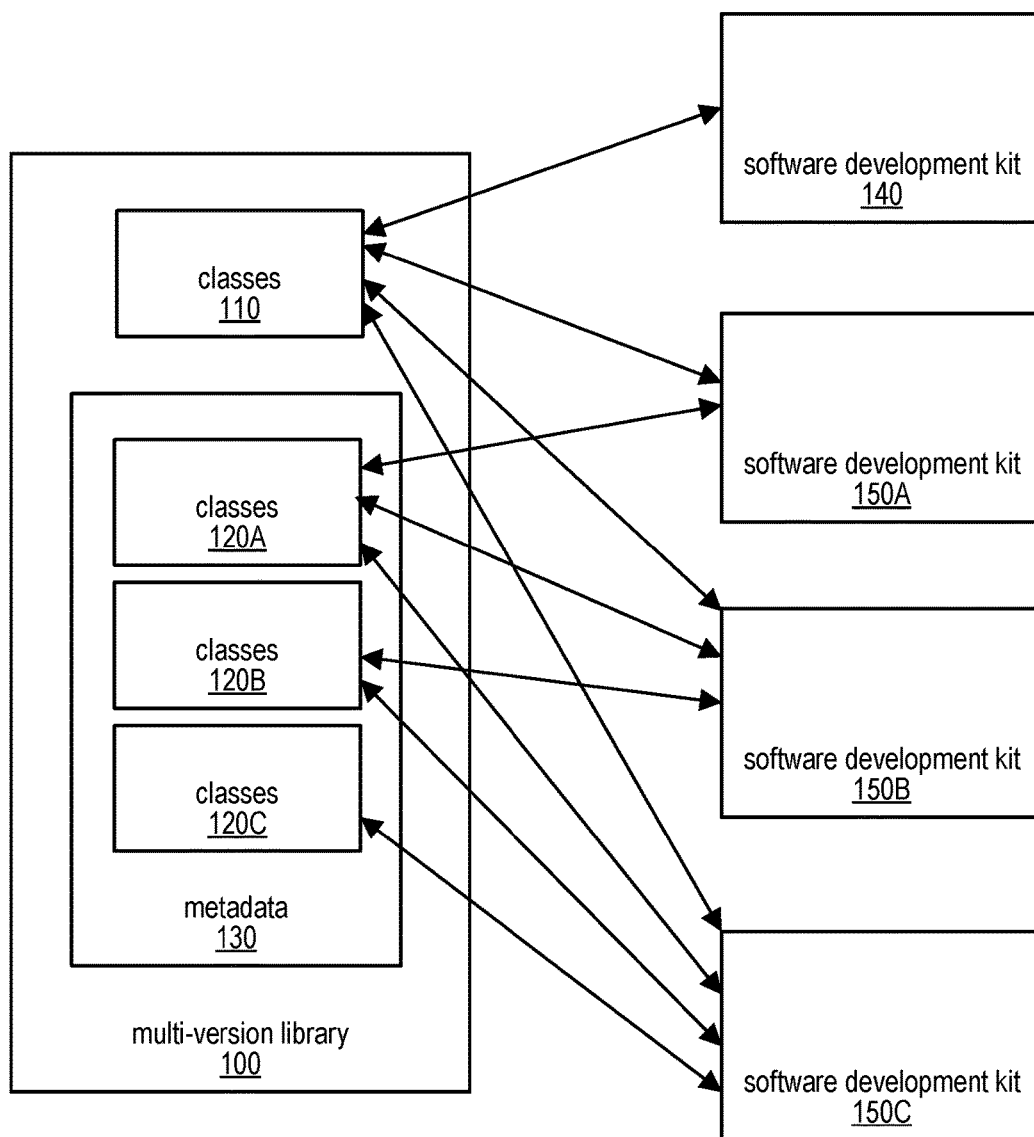 software development kit
140
classes
110
software development kit
150A
classes
120A
classes
120B
classes
120C
metadata
130
multi-version library
100
software development kit
150B
software development kit
150C